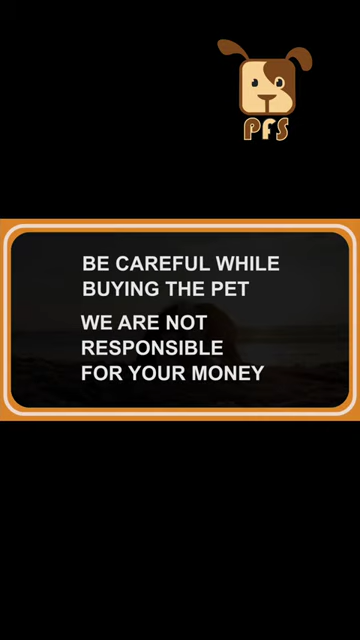 PFS
BE CAREFUL WHILE
BUYING THE PET
WE ARE NOT
RESPONSIBLE
FOR YOUR MONEY